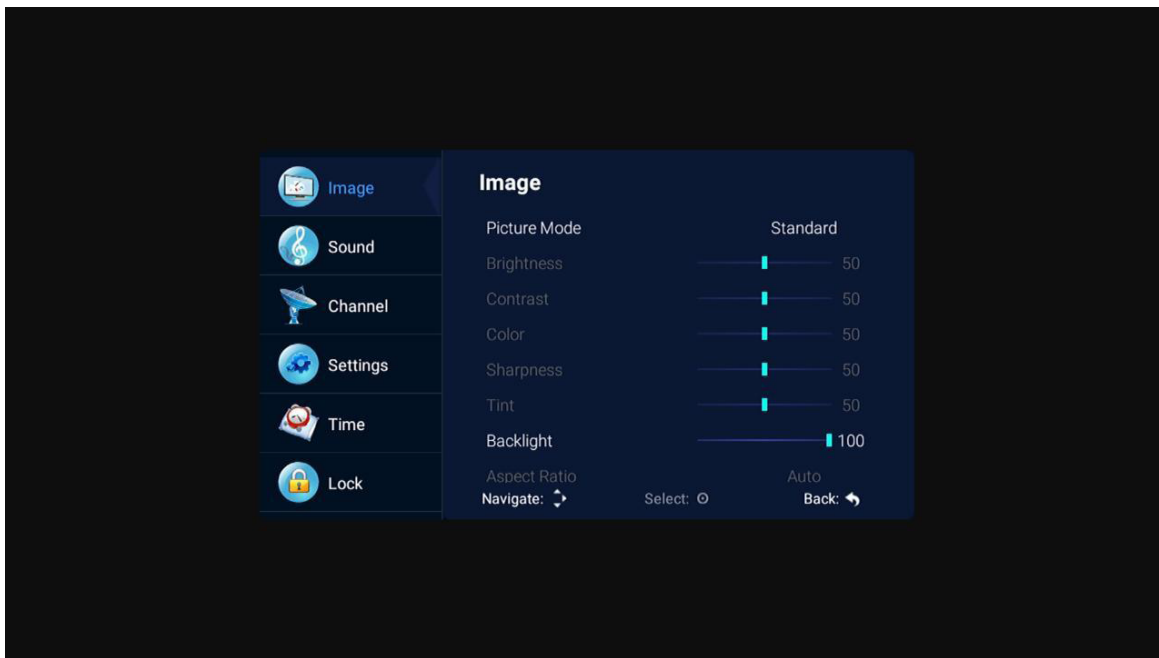 Image
Sound
Channel
Settings
Time
Lock
Image
Picture Mode Standard
Brightness 50
Contrast 50
Color 50
Sharpness 50
Tint 50
Backlight 100
Aspect Ratio Auto
Navigate: Select: Back: